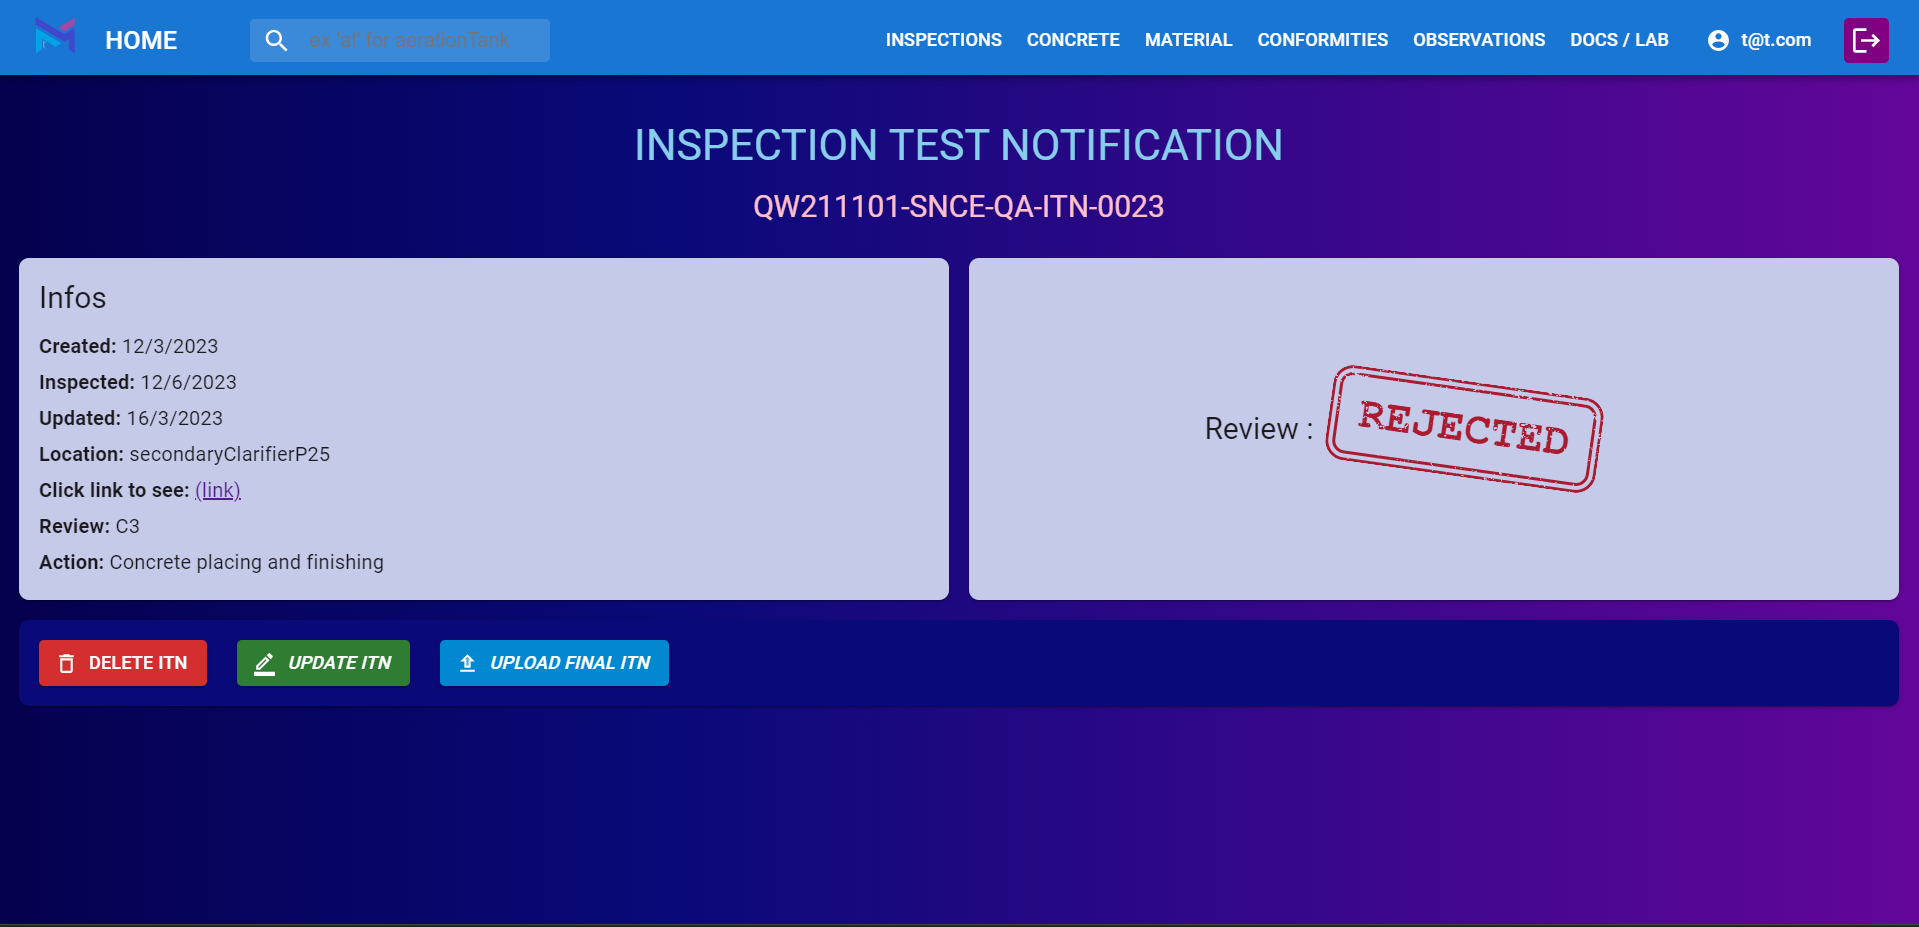 HOME
ex 'at' for aerationTank
INSPECTIONS CONCRETE MATERIAL CONFORMITIES OBSERVATIONS DOCS / LAB t@t.com
INSPECTION TEST NOTIFICATION
QW211101-SNCE-QA-ITN-0023
Infos
Created: 12/3/2023
Inspected: 12/6/2023
Updated: 16/3/2023
Location: secondaryClarifierP25
Click link to see: (link)
Review: C3
Action: Concrete placing and finishing
Review : REJECTED
DELETE ITN UPDATE ITN UPLOAD FINAL ITN